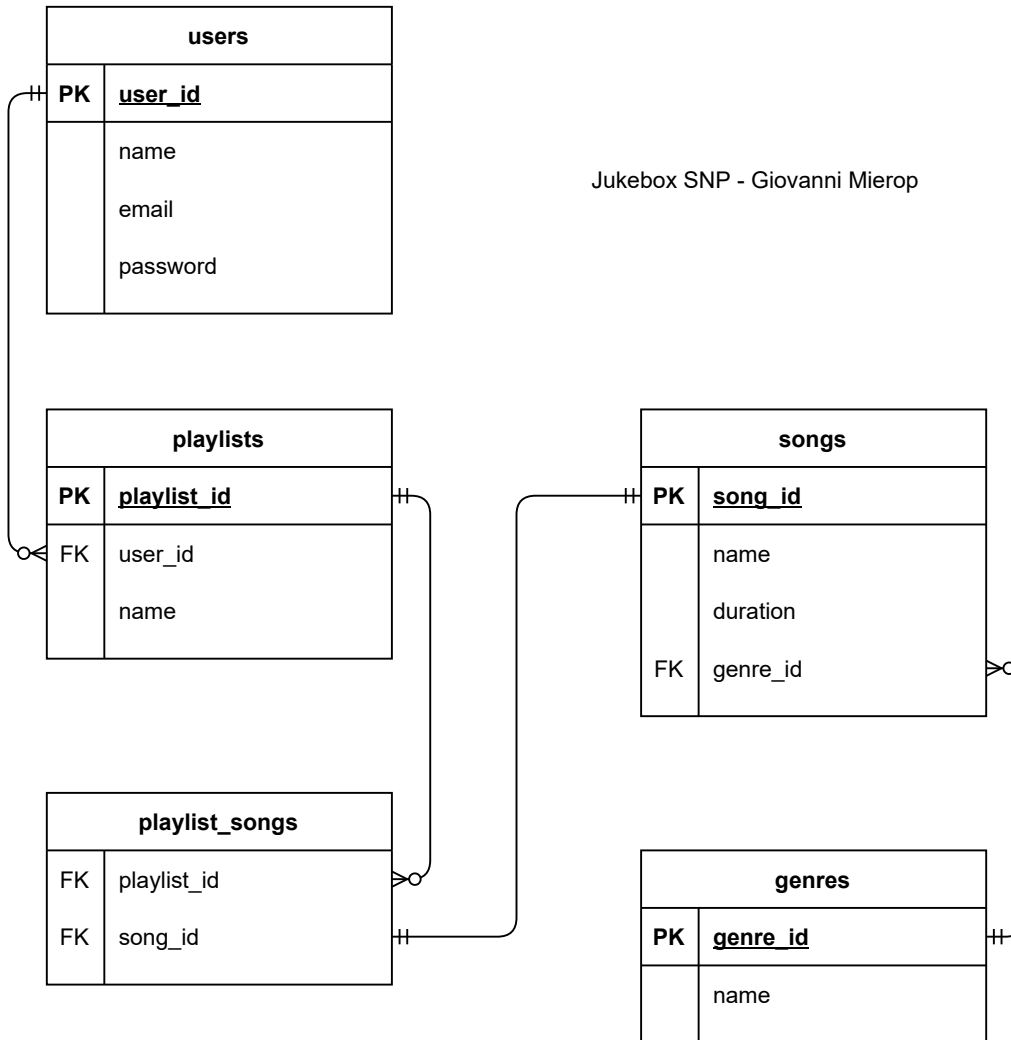 users
PK user_id
name
email
password
Jukebox SNP - Giovanni Mierop
playlists
PK playlist_id
FK user_id
name
songs
PK song_id
name
duration
FK genre_id
playlist_songs
FK playlist_id
FK song_id
genres
PK genre_id
name